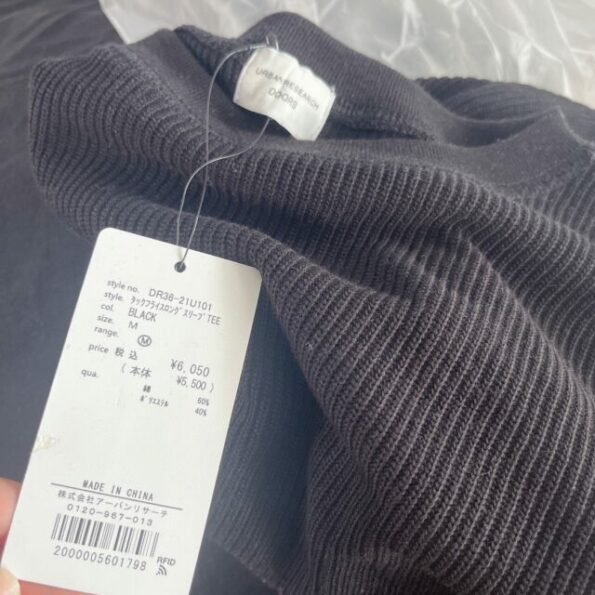 URBAN RESEARCH
DOORS
style no. DR36-21U101
style. タックフライスロングスリーブTEE
col. BLACK
size. M
range. Ⓜ
price 税込 ¥6,050
(本体 ¥5,500)
qua. 綿 60%
ポリエステル 40%
MADE IN CHINA
株式会社アーバンリサーチ
0120-967-013
2000005601798
RFID